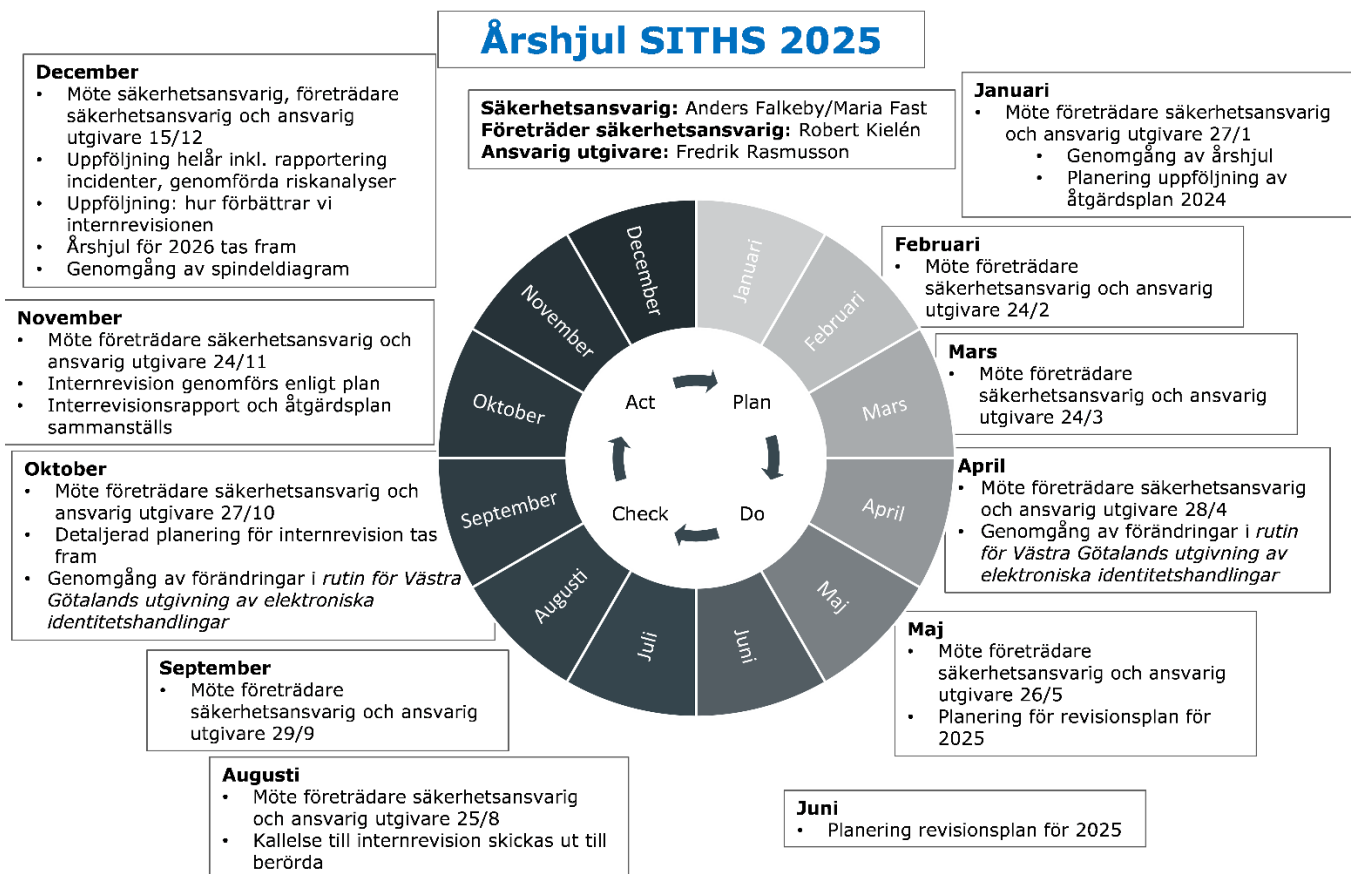 Årshjul SITHS 2025
Säkerhetsansvarig: Anders Falkeby/Maria Fast
Företräder säkerhetsansvarig: Robert Kielén
Ansvarig utgivare: Fredrik Rasmusson
Januari
• Möte företrädare säkerhetsansvarig
och ansvarig utgivare 27/1
• Genomgång av årshjul
• Planering uppföljning av
åtgärdsplan 2024
Februari
• Möte företrädare
säkerhetsansvarig och ansvarig
utgivare 24/2
Mars
• Möte företrädare
säkerhetsansvarig och ansvarig
utgivare 24/3
April
• Möte företrädare säkerhetsansvarig
och ansvarig utgivare 28/4
• Genomgång av förändringar i rutin
för Västra Götalands utgivning av
elektroniska identitetshandlingar
Maj
• Möte företrädare
säkerhetsansvarig och ansvarig
utgivare 26/5
• Planering för revisionsplan för
2025
Juni
• Planering revisionsplan för 2025
Augusti
• Möte företrädare säkerhetsansvarig
och ansvarig utgivare 25/8
• Kallelse till internrevision skickas ut till
berörda
September
• Möte företrädare
säkerhetsansvarig och ansvarig
utgivare 29/9
Oktober
• Möte företrädare säkerhetsansvarig och
ansvarig utgivare 27/10
• Detaljerad planering för internrevision tas
fram
• Genomgång av förändringar i rutin för Västra
Götalands utgivning av elektroniska
identitetshandlingar
November
• Möte företrädare säkerhetsansvarig och
ansvarig utgivare 24/11
• Internrevision genomförs enligt plan
• Interrevisionsrapport och åtgärdsplan
sammanställs
December
• Möte säkerhetsansvarig, företrädare
säkerhetsansvarig och ansvarig
utgivare 15/12
• Uppföljning helår inkl. rapportering
incidenter, genomförda riskanalyser
• Uppföljning: hur förbättrar vi
internrevisionen
• Årshjul för 2026 tas fram
• Genomgång av spindeldiagram
Januari
Februari
Mars
April
Maj
Juni
Juli
Augusti
September
Oktober
November
December
Act
Plan
Check
Do